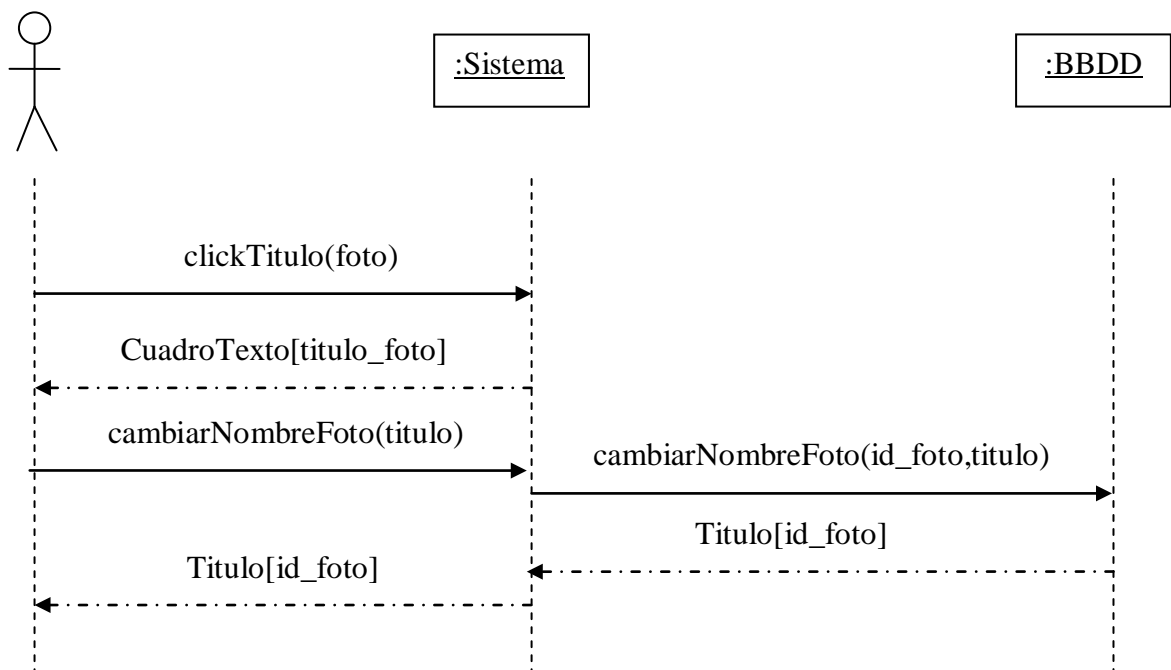 :Sistema
:BBDD
clickTitulo(foto)
CuadroTexto[titulo_foto]
cambiarNombreFoto(titulo)
cambiarNombreFoto(id_foto,titulo)
Titulo[id_foto]
Titulo[id_foto]